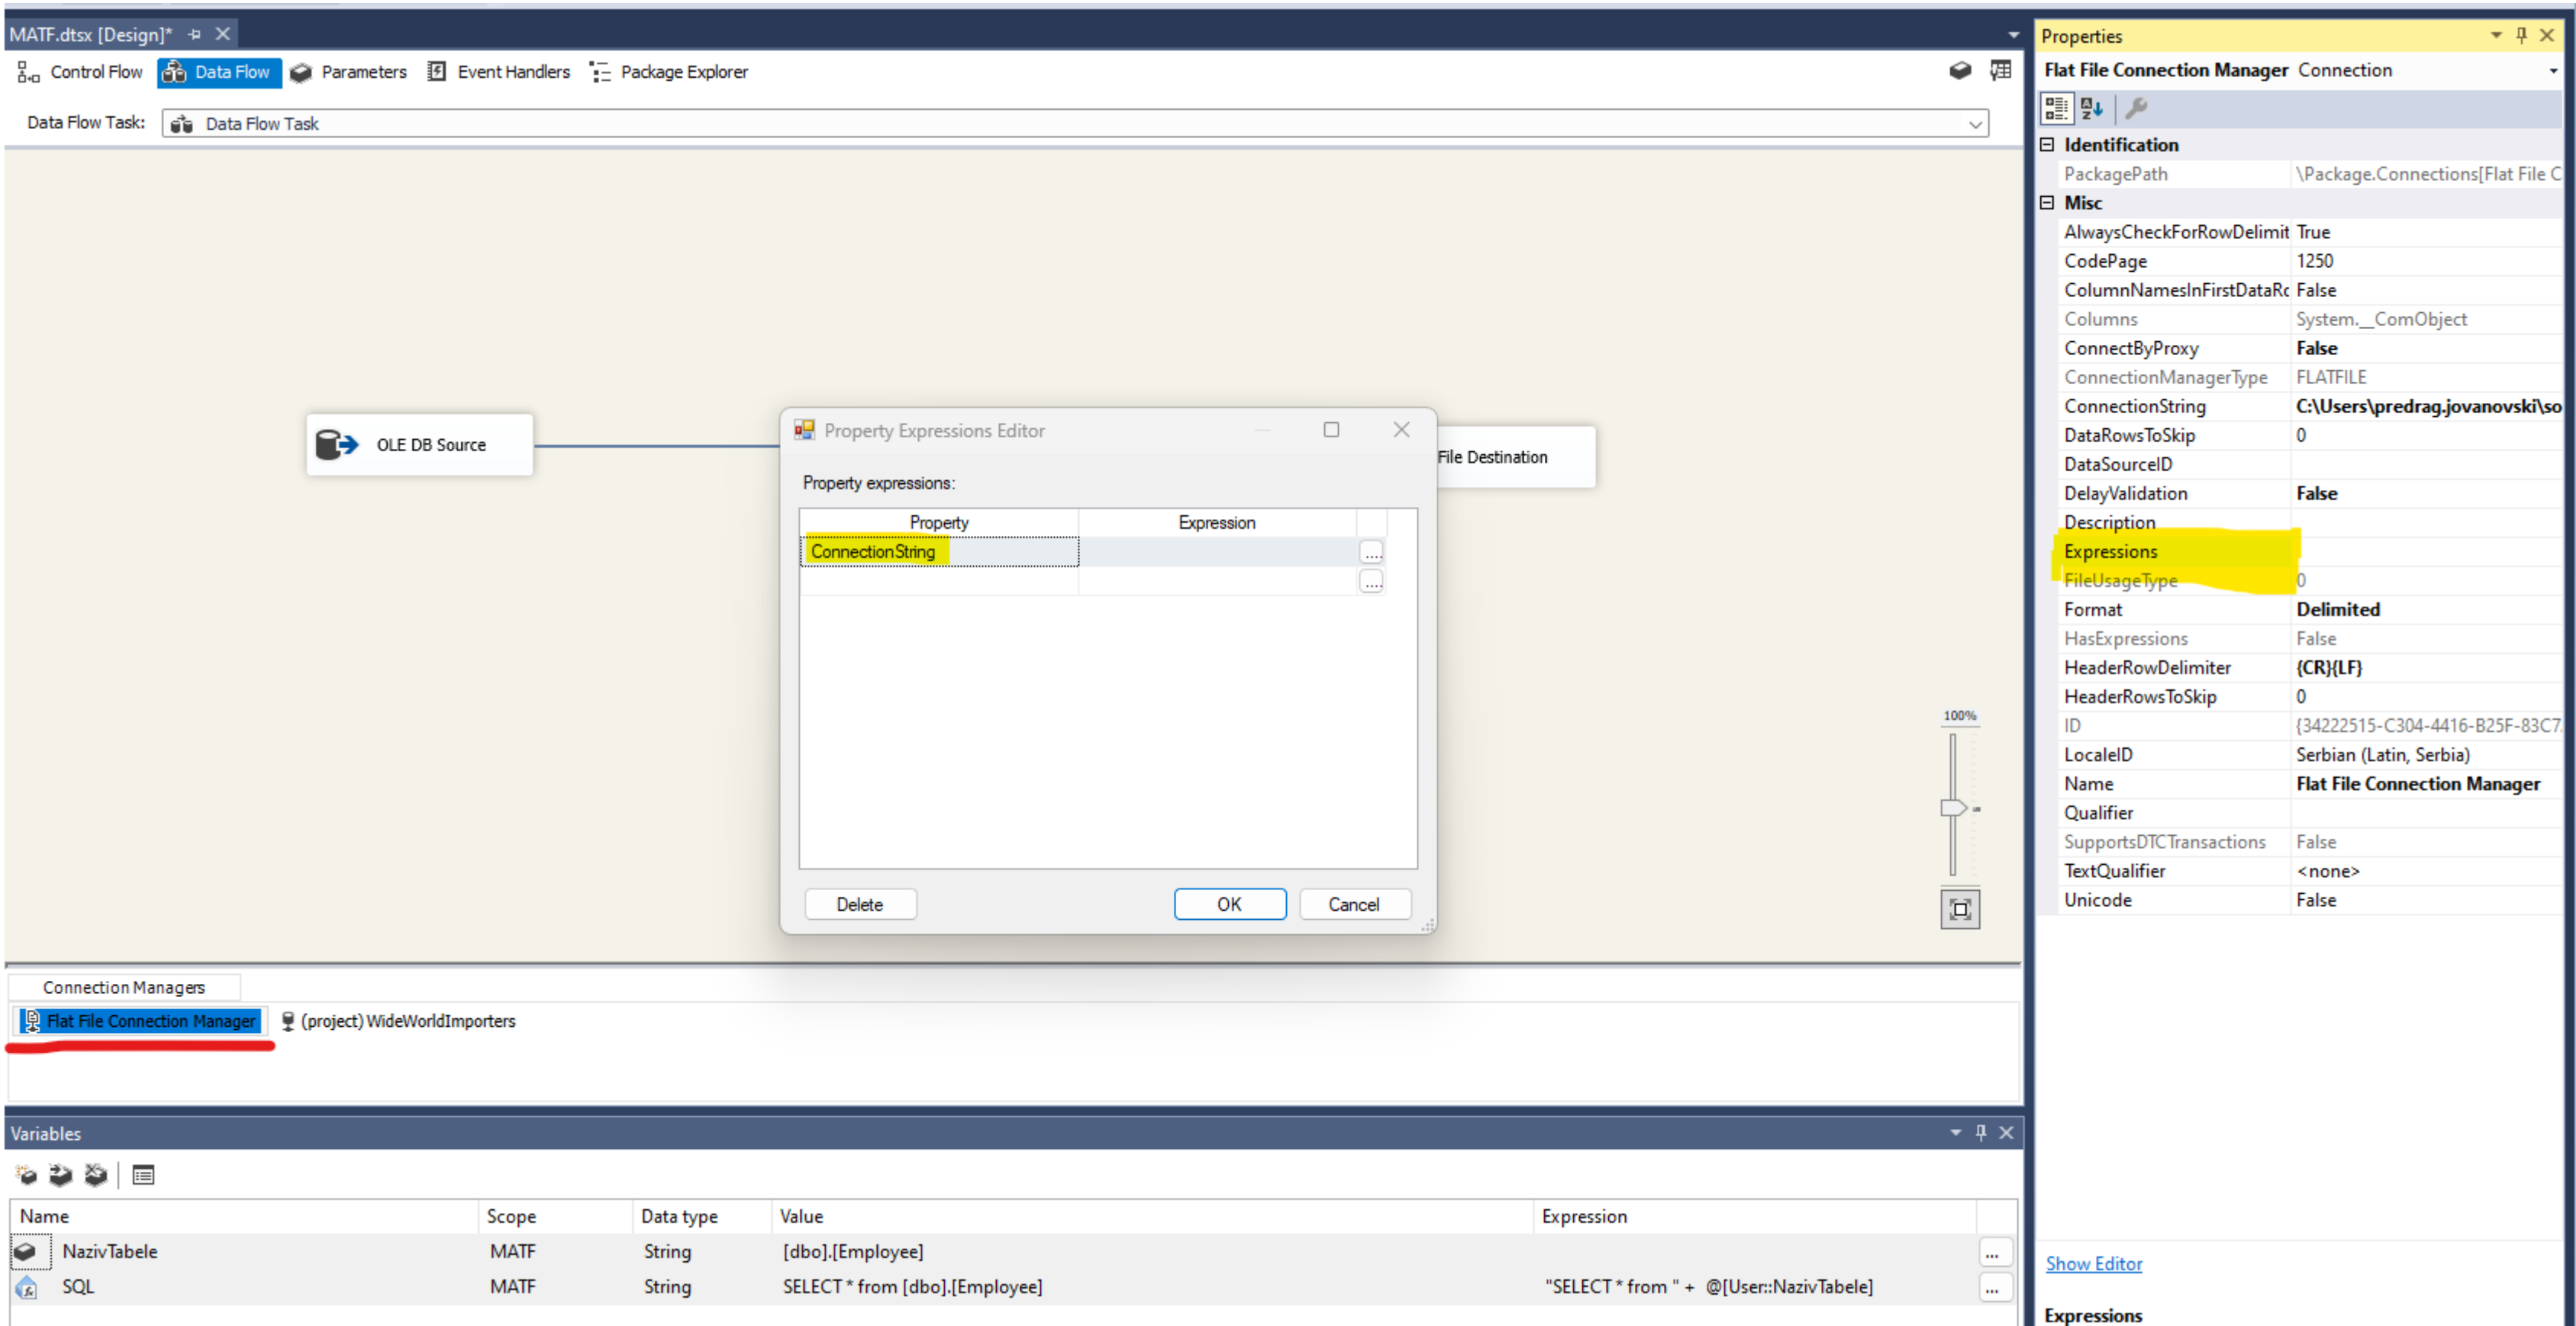 MATF.dtsx [Design]*
Control Flow Data Flow Parameters Event Handlers Package Explorer
Data Flow Task: Data Flow Task
OLE DB Source
File Destination
Property Expressions Editor
Property expressions:
Property Expression
ConnectionString ....
....
Delete OK Cancel
100%
Connection Managers
Flat File Connection Manager (project) WideWorldImporters
Variables
Name Scope Data type Value Expression
NazivTabele MATF String [dbo].[Employee] ...
SQL MATF String SELECT * from [dbo].[Employee] "SELECT * from " + @[User::NazivTabele] ...
Properties
Flat File Connection Manager Connection
Identification
PackagePath \Package.Connections[Flat File C
Misc
AlwaysCheckForRowDelimit True
CodePage 1250
ColumnNamesInFirstDataRo False
Columns System.__ComObject
ConnectByProxy False
ConnectionManagerType FLATFILE
ConnectionString C:\Users\predrag.jovanovski\so
DataRowsToSkip 0
DataSourceID
DelayValidation False
Description
Expressions
FileUsageType 0
Format Delimited
HasExpressions False
HeaderRowDelimiter {CR}{LF}
HeaderRowsToSkip 0
ID {34222515-C304-4416-B25F-83C7
LocaleID Serbian (Latin, Serbia)
Name Flat File Connection Manager
Qualifier
SupportsDTCTransactions False
TextQualifier <none>
Unicode False
Show Editor
Expressions